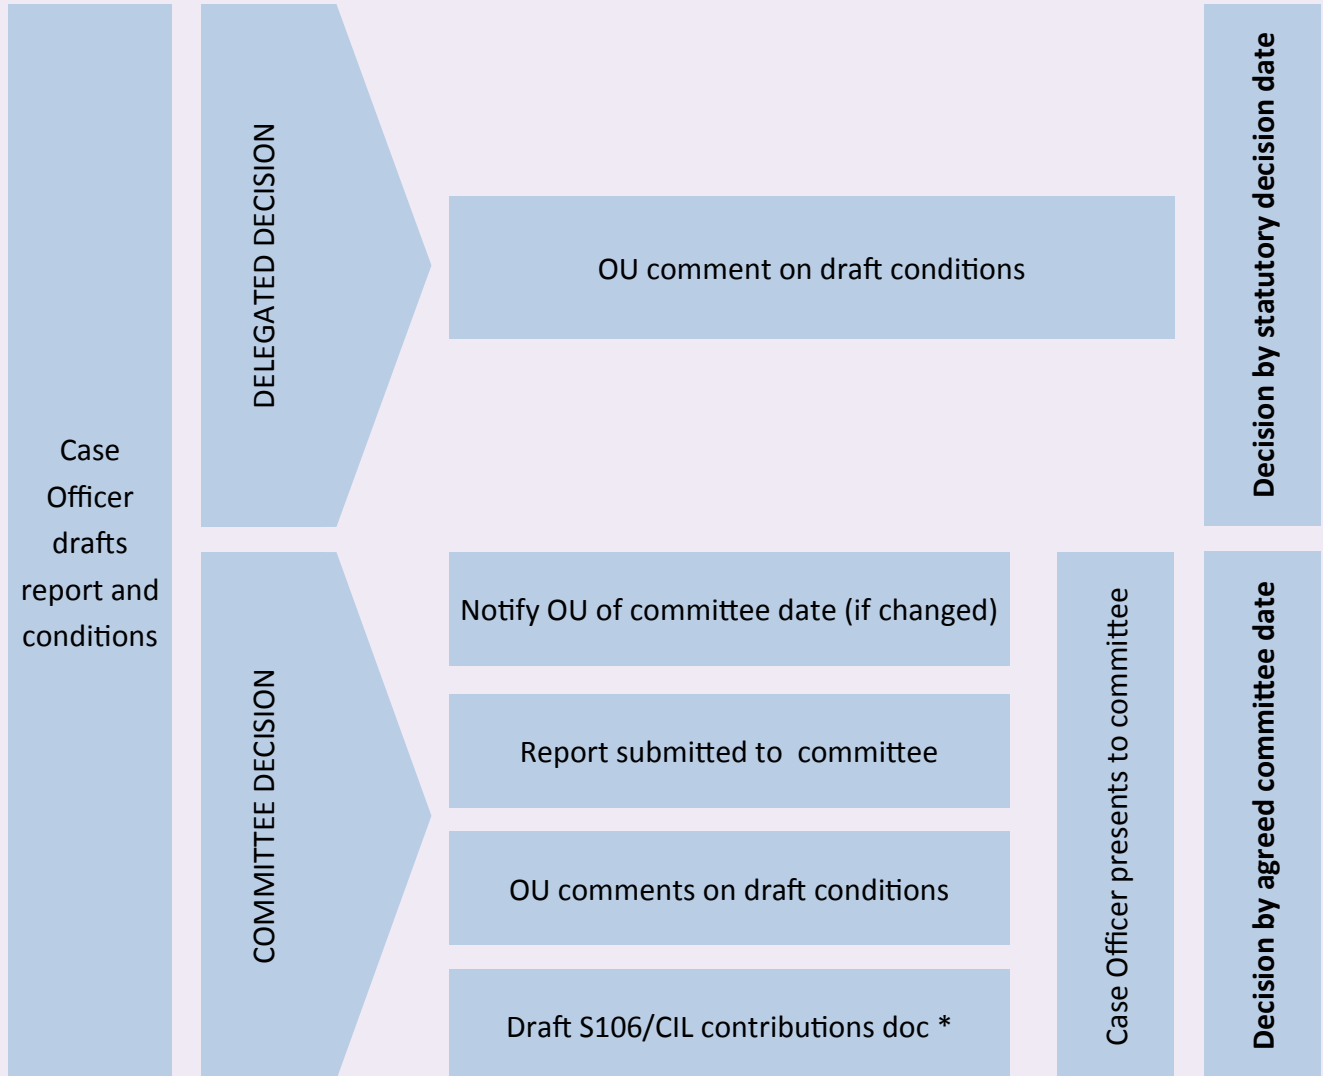 Case
Officer
drafts
report and
conditions
DELEGATED DECISION
OU comment on draft conditions
Decision by statutory decision date
COMMITTEE DECISION
Notify OU of committee date (if changed)
Report submitted to  committee
OU comments on draft conditions
Draft S106/CIL contributions doc *
Case Officer presents to committee
Decision by agreed committee date